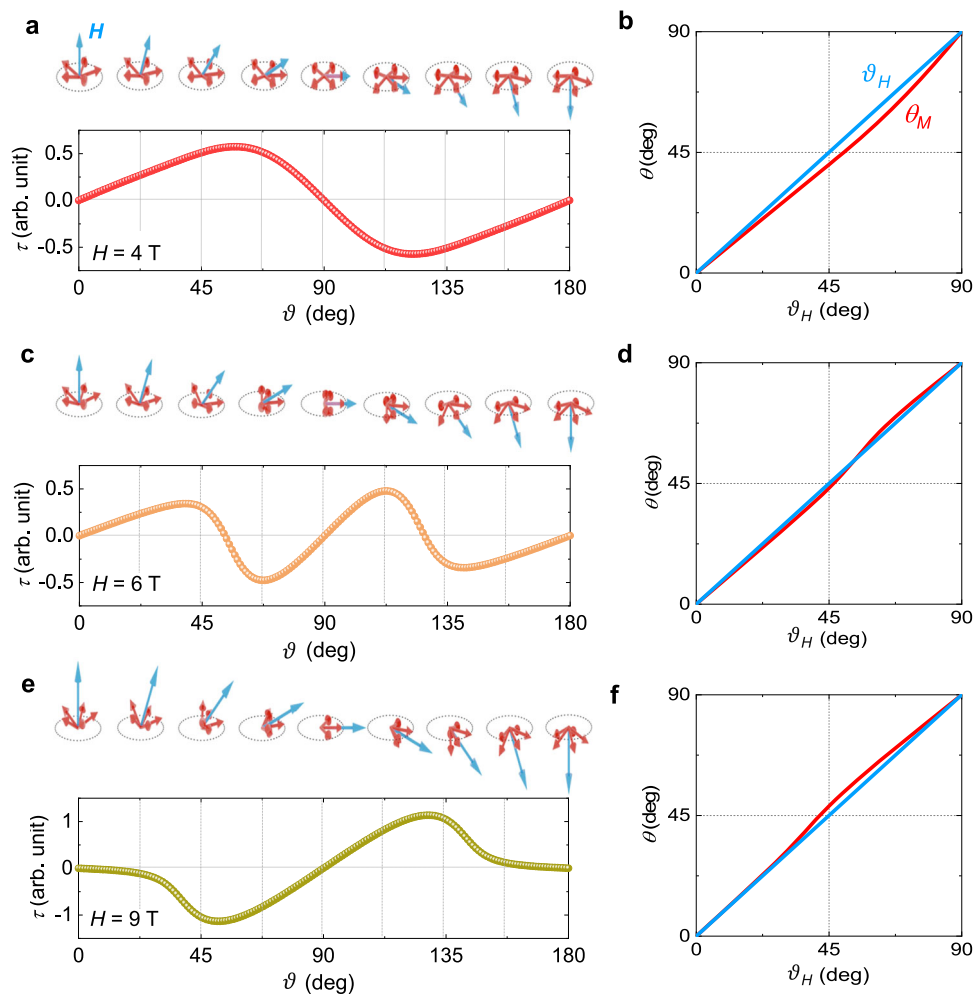 a
H
τ (arb. unit)
0.5
0.0
-0.5
H = 4 T
0 45 90 135 180
ϑ (deg)
b
θ (deg)
90
45
0
ϑH
θM
0 45 90
ϑH (deg)
c
τ (arb. unit)
0.5
0.0
-0.5
H = 6 T
0 45 90 135 180
ϑ (deg)
d
θ (deg)
90
45
0
0 45 90
ϑH (deg)
e
τ (arb. unit)
1
0
-1
H = 9 T
0 45 90 135 180
ϑ (deg)
f
θ (deg)
90
45
0
0 45 90
ϑH (deg)